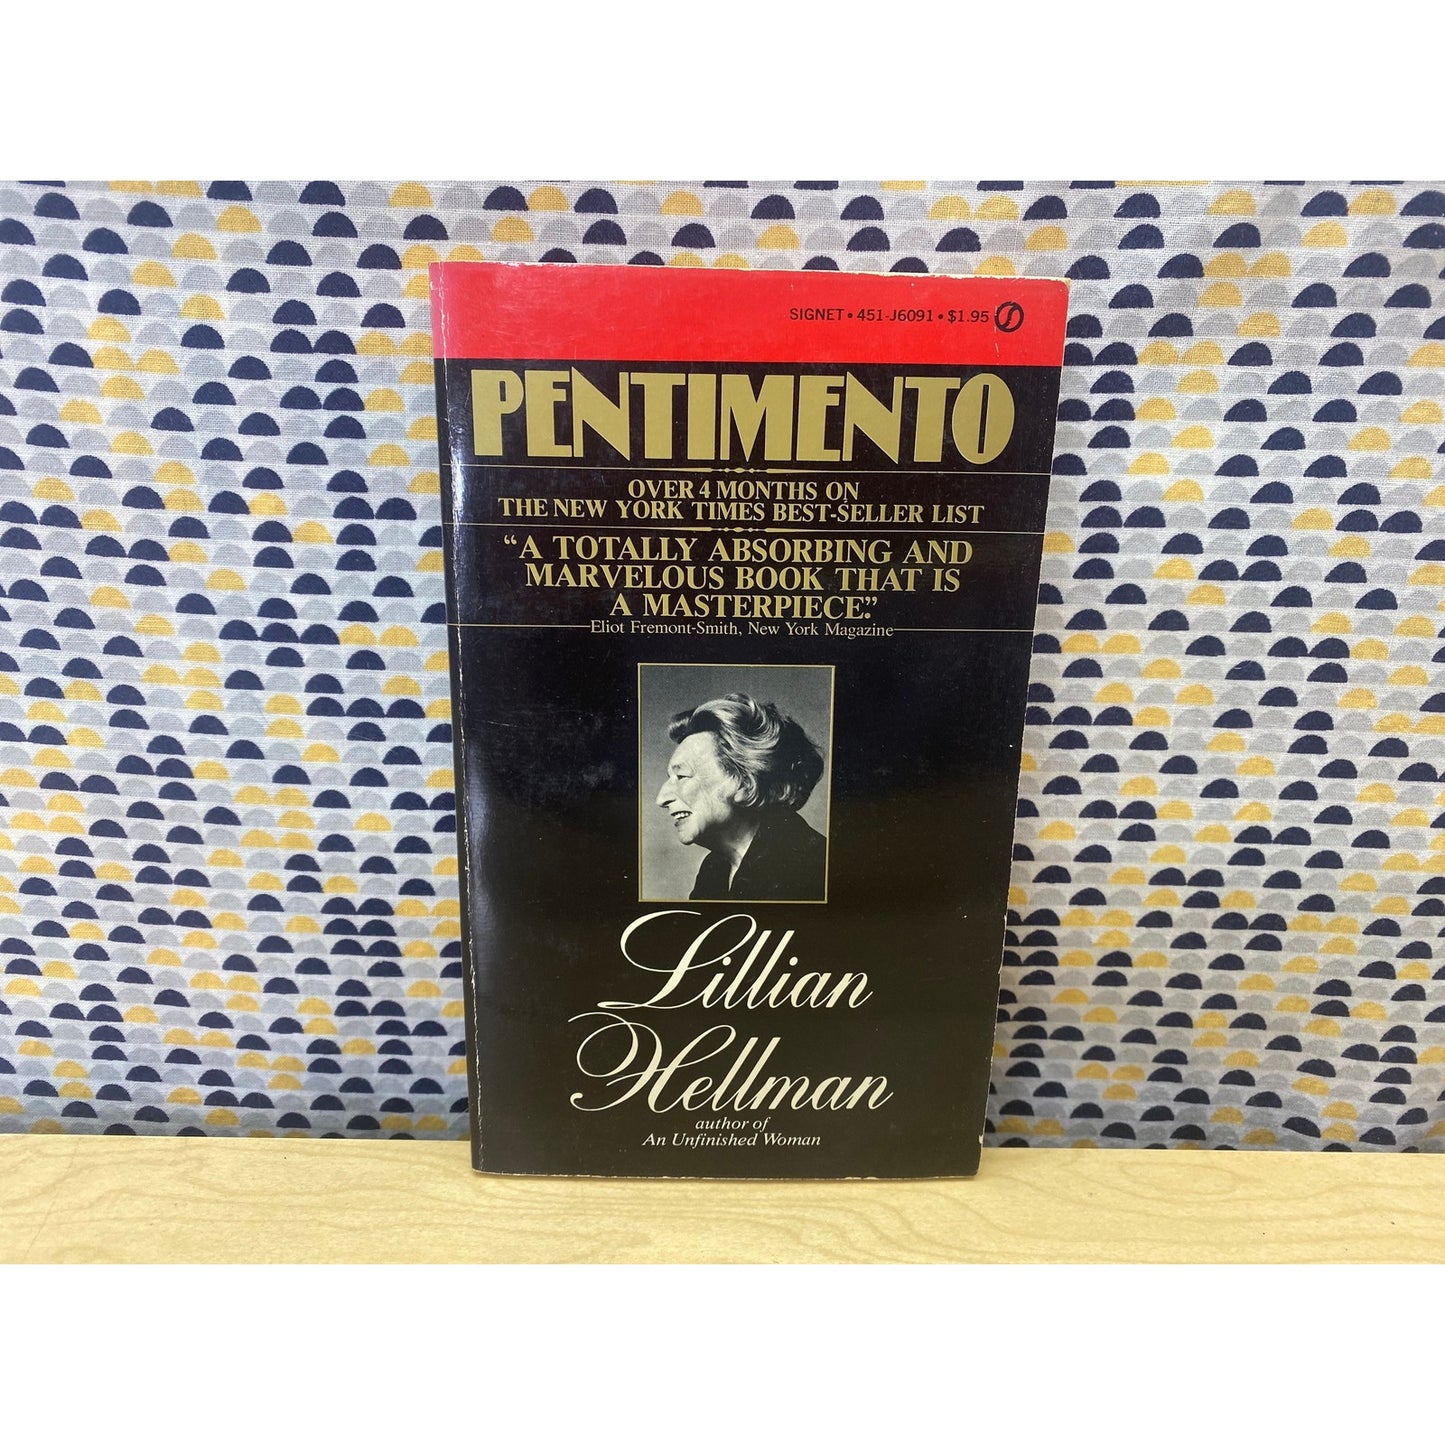 SIGNET • 451-J6091 • $1.95
PENTIMENTO
OVER 4 MONTHS ON
THE NEW YORK TIMES BEST-SELLER LIST
“A TOTALLY ABSORBING AND
MARVELOUS BOOK THAT IS
A MASTERPIECE.”
Eliot Fremont-Smith, New York Magazine
Lillian
Hellman
author of
An Unfinished Woman